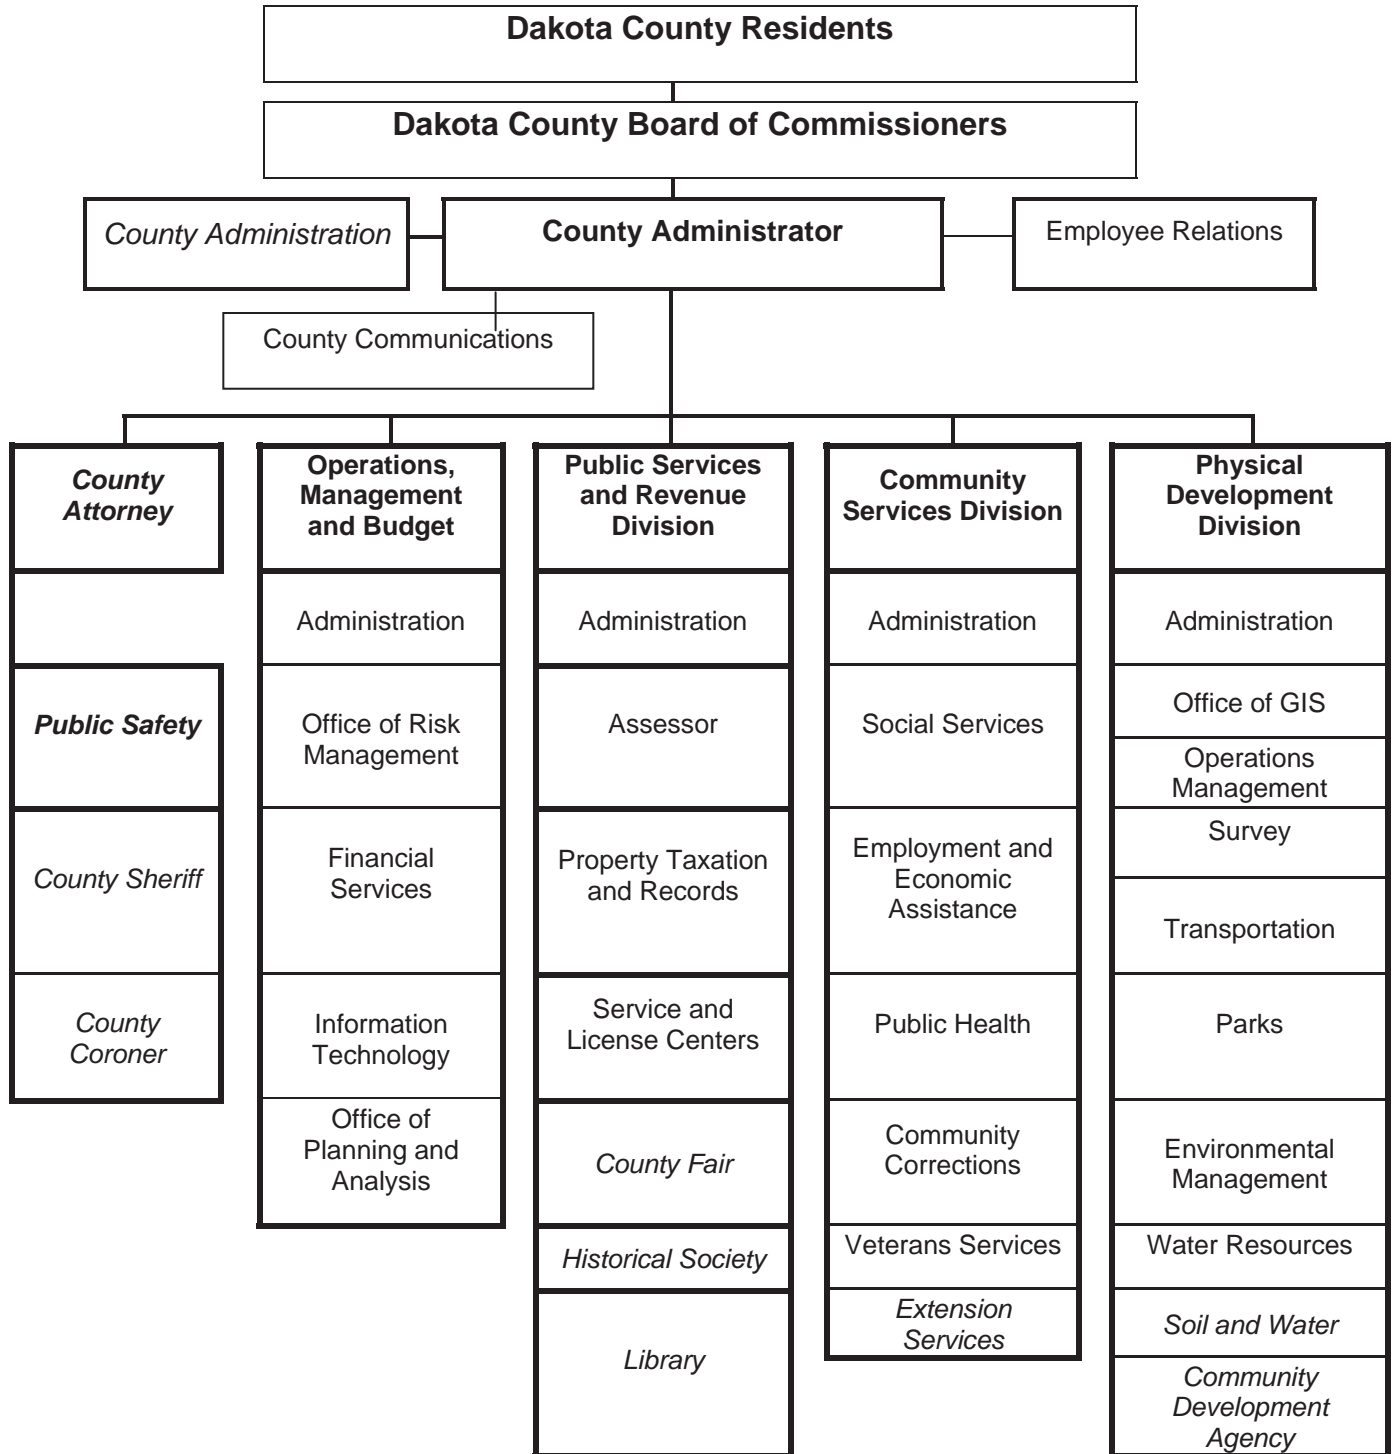 Dakota County Residents
Dakota County Board of Commissioners
County Administration
County Administrator
Employee Relations
County Communications
County
Attorney
Public Safety
County Sheriff
County
Coroner
Operations,
Management
and Budget
Administration
Office of Risk
Management
Financial
Services
Information
Technology
Office of
Planning and
Analysis
Public Services
and Revenue
Division
Administration
Assessor
Property Taxation
and Records
Service and
License Centers
County Fair
Historical Society
Library
Community
Services Division
Administration
Social Services
Employment and
Economic
Assistance
Public Health
Community
Corrections
Veterans Services
Extension
Services
Physical
Development
Division
Administration
Office of GIS
Operations
Management
Survey
Transportation
Parks
Environmental
Management
Water Resources
Soil and Water
Community
Development
Agency